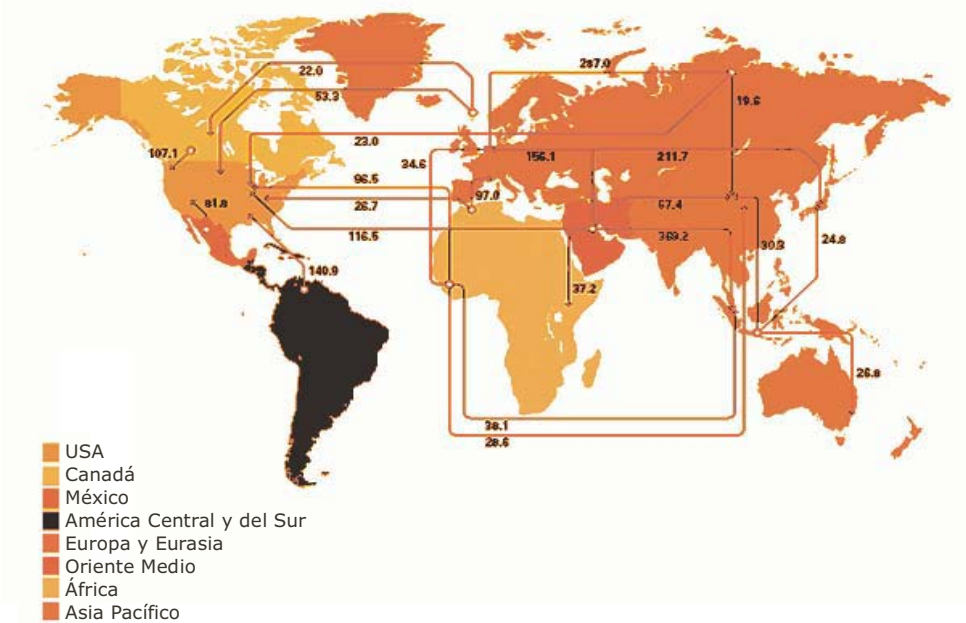 22.0
287.0
53.3
19.6
23.0
107.1
34.6
156.1
211.7
96.5
97.0
81.8
26.7
67.4
116.5
369.2
30.3
24.8
140.9
37.2
26.8
38.1
28.6
USA
Canadá
México
América Central y del Sur
Europa y Eurasia
Oriente Medio
África
Asia Pacífico